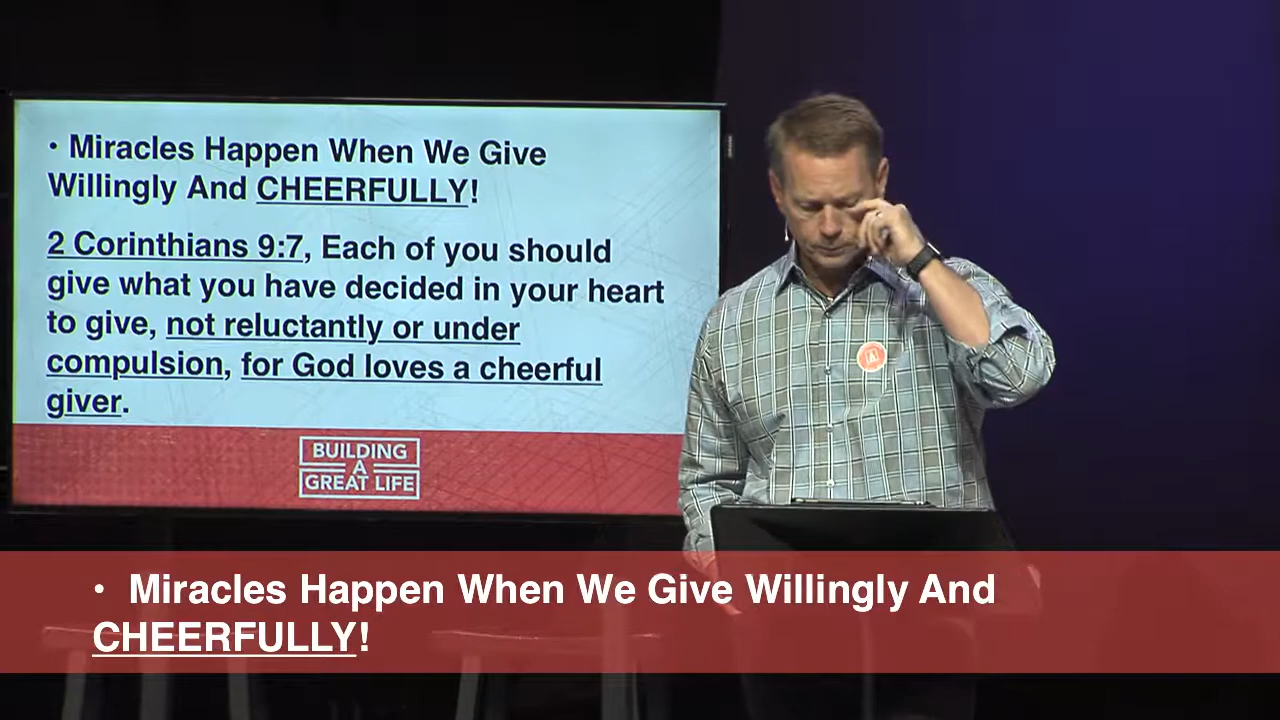 • Miracles Happen When We Give
Willingly And CHEERFULLY!
2 Corinthians 9:7, Each of you should
give what you have decided in your heart
to give, not reluctantly or under
compulsion, for God loves a cheerful
giver.
BUILDING
A
GREAT LIFE
• Miracles Happen When We Give Willingly And
CHEERFULLY!